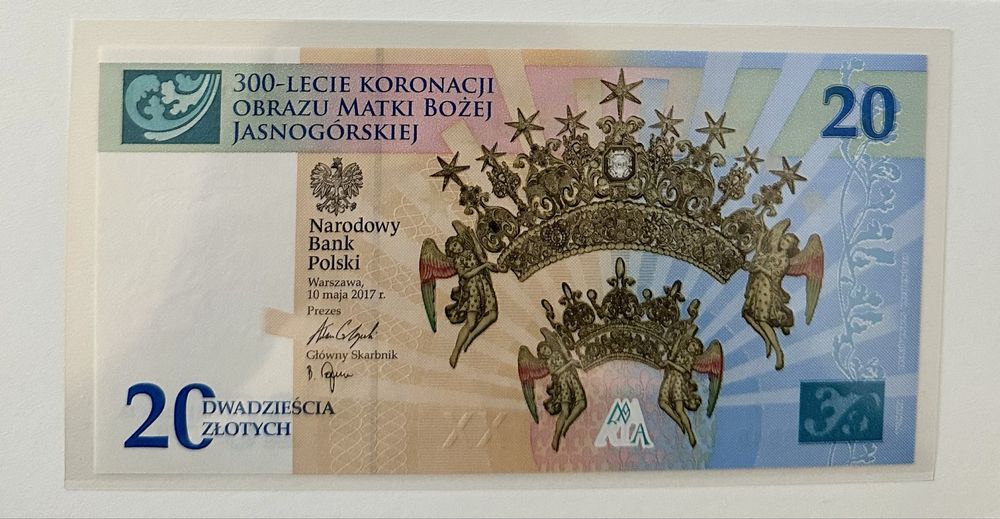 300-LECIE KORONACJI
OBRAZU MATKI BOŻEJ
JASNOGÓRSKIEJ
20
Narodowy
Bank
Polski
Warszawa,
10 maja 2017 r.
Prezes
Główny Skarbnik
20 DWADZIEŚCIA
ZŁOTYCH
XX